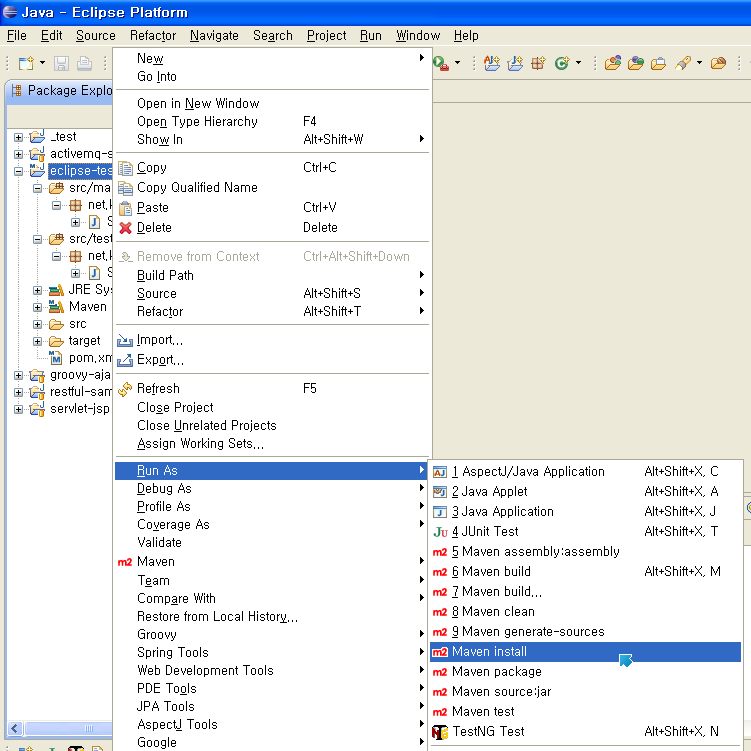 Java - Eclipse Platform
File Edit Source Refactor Navigate Search Project Run Window Help
Package Explo
_test
activemq-s
eclipse-tes
src/ma
net.k
S
src/test
net.k
S
JRE Sys
Maven
src
target
pom.xm
groovy-aja
restful-sam
servlet-jsp
New
Go Into
Open in New Window
Open Type Hierarchy F4
Show In Alt+Shift+W
Copy Ctrl+C
Copy Qualified Name
Paste Ctrl+V
Delete Delete
Remove from Context Ctrl+Alt+Shift+Down
Build Path
Source Alt+Shift+S
Refactor Alt+Shift+T
Import...
Export...
Refresh F5
Close Project
Close Unrelated Projects
Assign Working Sets...
Run As
Debug As
Profile As
Coverage As
Validate
m2 Maven
Team
Compare With
Restore from Local History...
Groovy
Spring Tools
Web Development Tools
PDE Tools
JPA Tools
AspectJ Tools
Google
1 AspectJ/Java Application Alt+Shift+X, C
2 Java Applet Alt+Shift+X, A
3 Java Application Alt+Shift+X, J
Ju 4 JUnit Test Alt+Shift+X, T
m2 5 Maven assembly:assembly
m2 6 Maven build Alt+Shift+X, M
m2 7 Maven build...
m2 8 Maven clean
m2 9 Maven generate-sources
m2 Maven install
m2 Maven package
m2 Maven source:jar
m2 Maven test
TestNG Test Alt+Shift+X, N